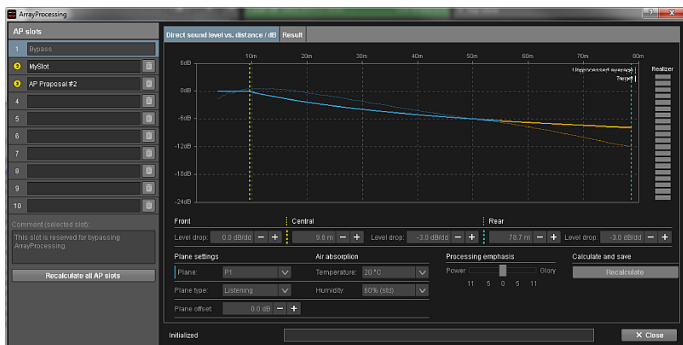 ArrayProcessing
AP slots
1 Bypass
MySlot
AP Proposal #2
4
5
6
7
8
9
10
Comment (selected slot):
This slot is reserved for bypassing
ArrayProcessing.
Recalculate all AP slots
Direct sound level vs. distance / dB Result
10m 20m 30m 40m 50m 60m 70m 80m
6dB
0dB
-6dB
-12dB
-18dB
-24dB
Unprocessed average
Target
Realizer
Front Central Rear
Level drop: 0.0 dB/dd - + 9.8 m - + Level drop: -3.0 dB/dd - + 78.7 m - + Level drop: -3.0 dB/dd - +
Plane settings Air absorption Processing emphasis Calculate and save
Plane: P1 Temperature: 20 °C Power Glory Recalculate
11 5 0 5 11
Plane type: Listening Humidity: 60% (std)
Plane offset 0.0 dB - +
Initialized X Close